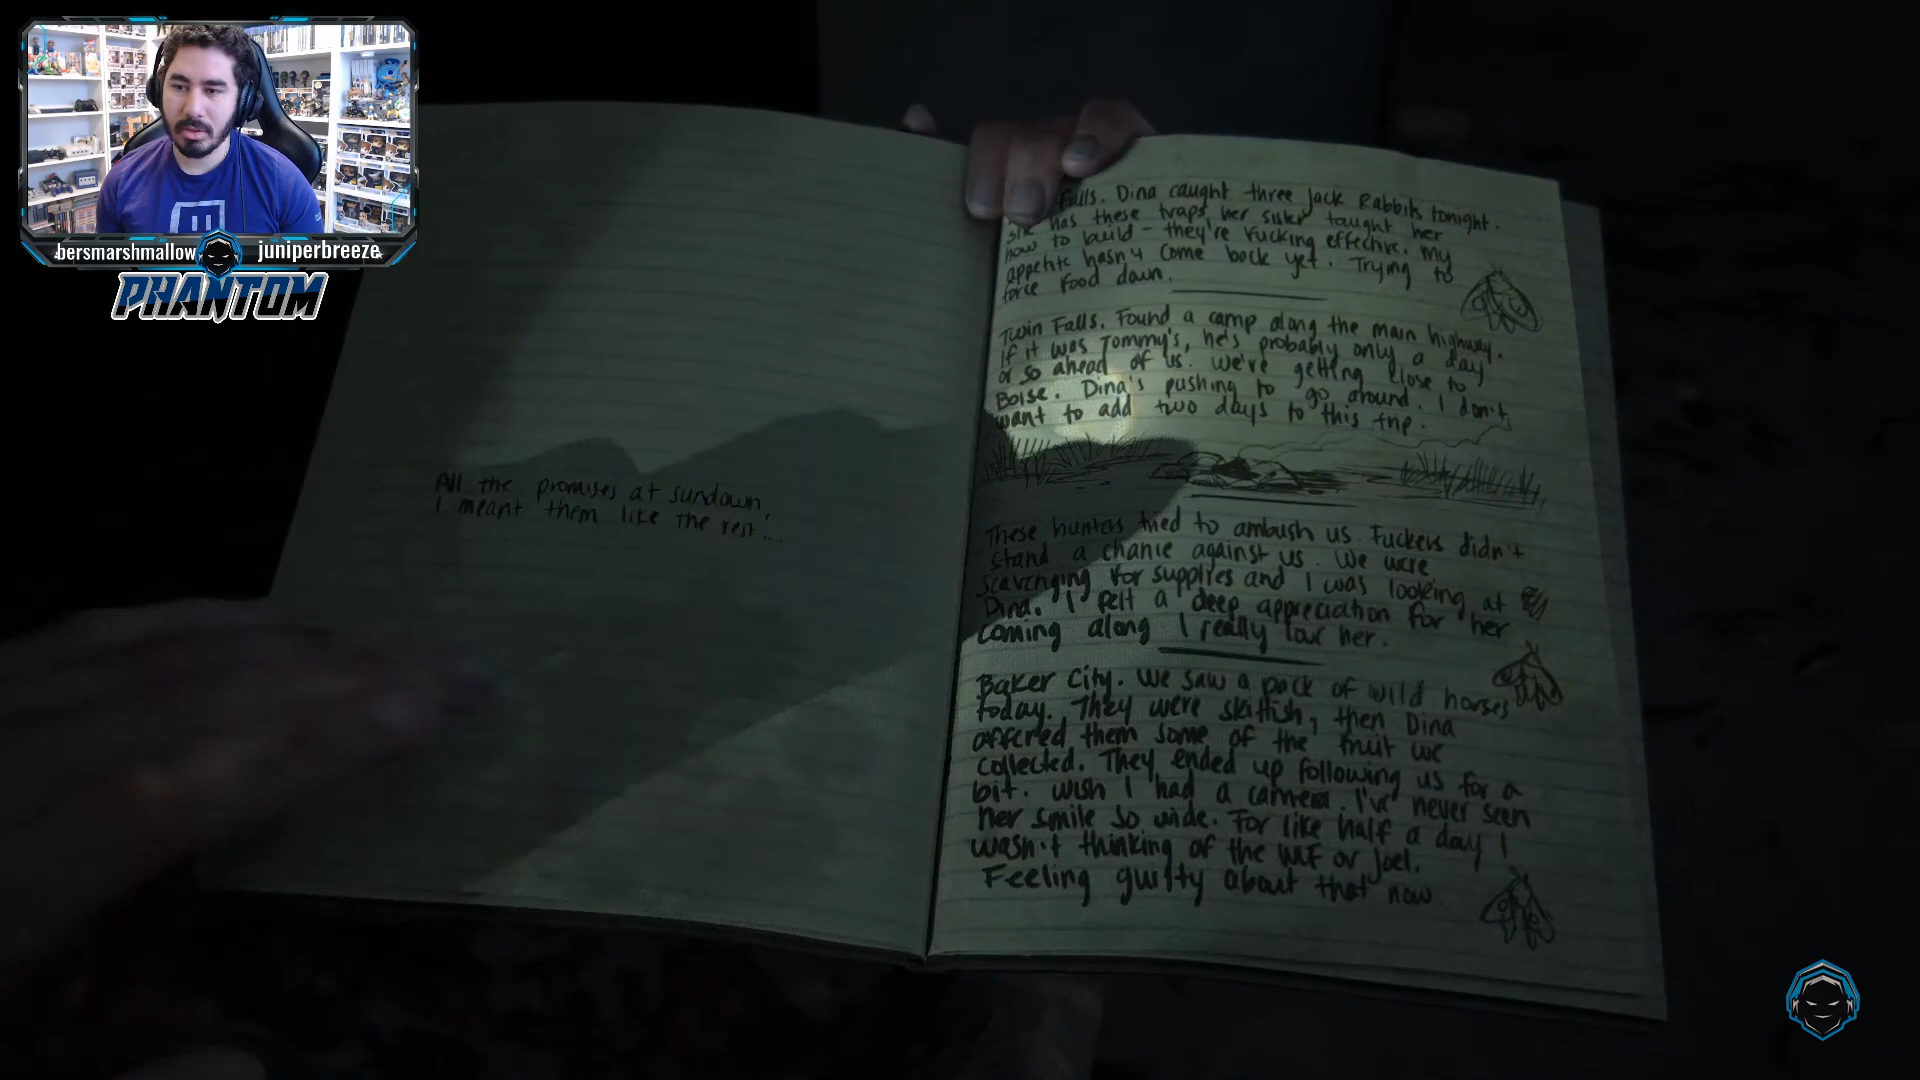 bersmarshmallow
juniperbreeze
PHANTOM
All the promises at sundown,
I meant them like the rest...
Falls. Dina caught three Jack Rabbits tonight.
She has these traps her sister taught her
how to build - they're fucking effective. My
appetite hasn't come back yet. Trying to
force food down.
Twin Falls. Found a camp along the main highway.
If it was Tommy's, he's probably only a day
or so ahead of us. We're getting close to
Boise. Dina's pushing to go around. I don't
want to add two days to this trip.
These hunters tried to ambush us. Fuckers didn't
stand a chance against us. We were
scavenging for supplies and I was looking at
Dina. I felt a deep appreciation for her
coming along I really love her.
Baker City. We saw a pack of wild horses
today. They were skittish, then Dina
offered them some of the fruit we
collected. They ended up following us for a
bit. Wish I had a camera. I've never seen
her smile so wide. For like half a day I
wasn't thinking of the WLF or Joel.
Feeling guilty about that now